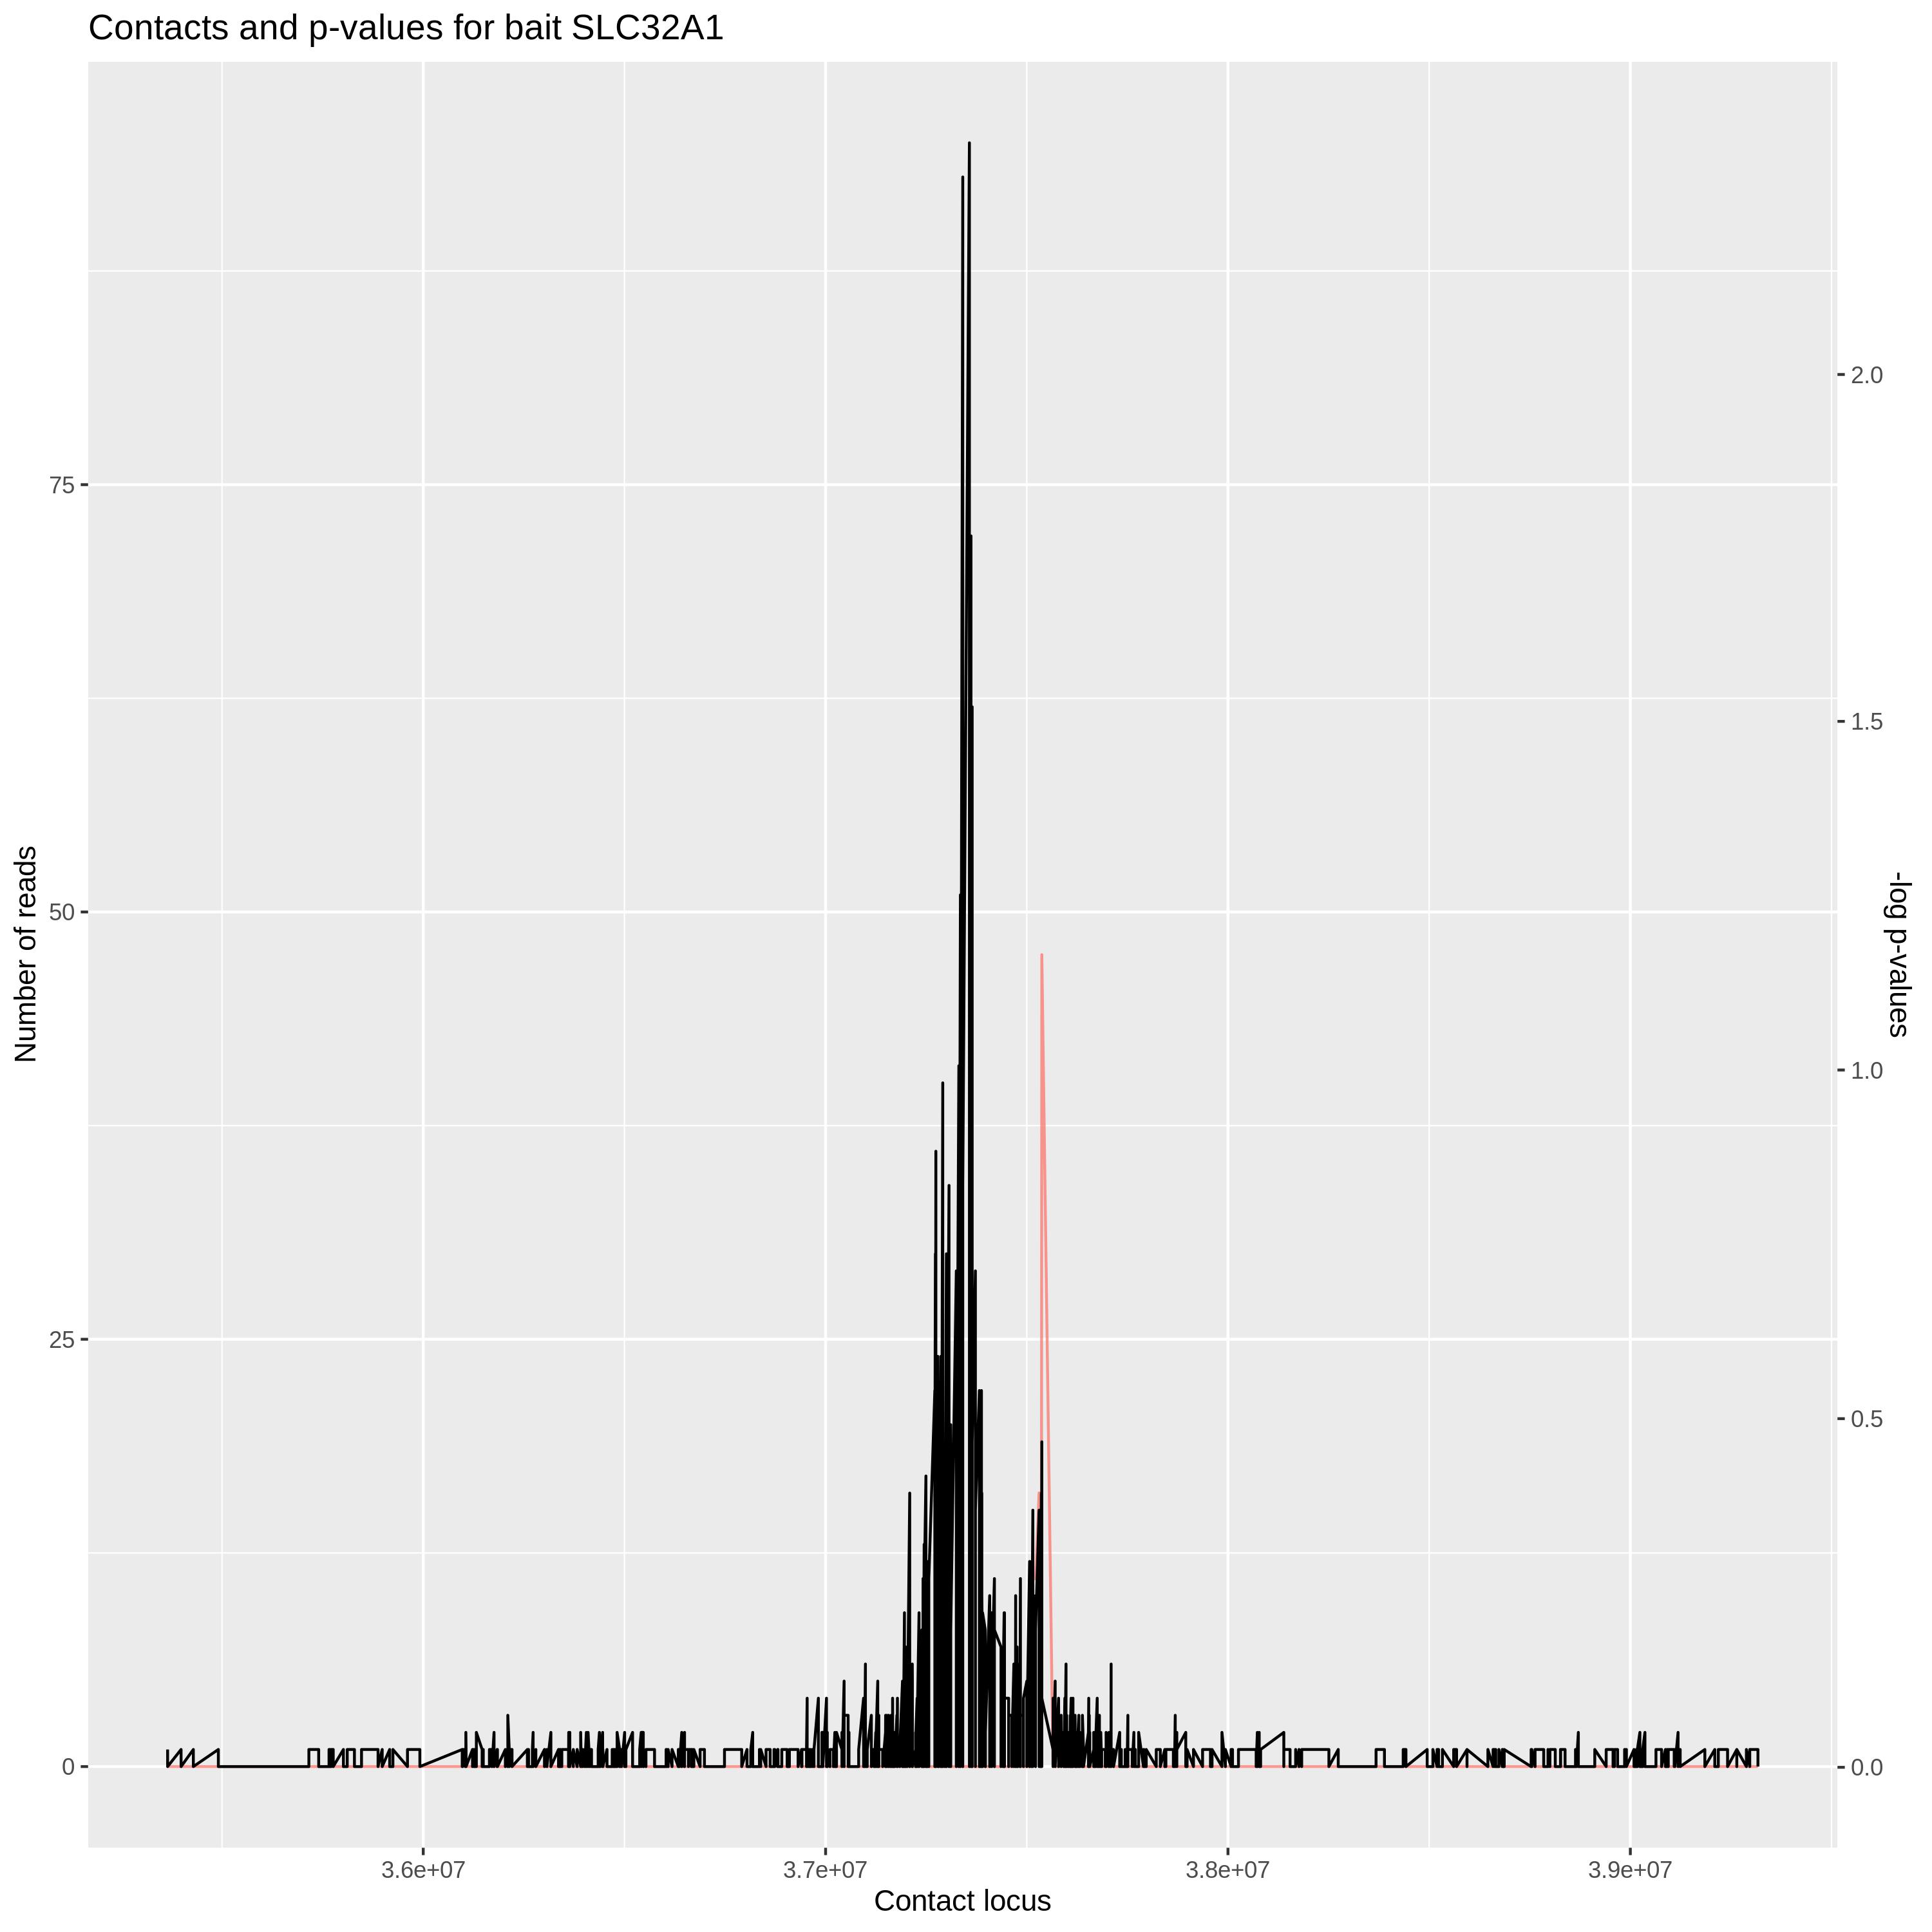 Contacts and p-values for bait SLC32A1
Number of reads
75
50
25
0
2.0
1.5
1.0
0.5
0.0
-log p-values
3.6e+07
3.7e+07
3.8e+07
3.9e+07
Contact locus